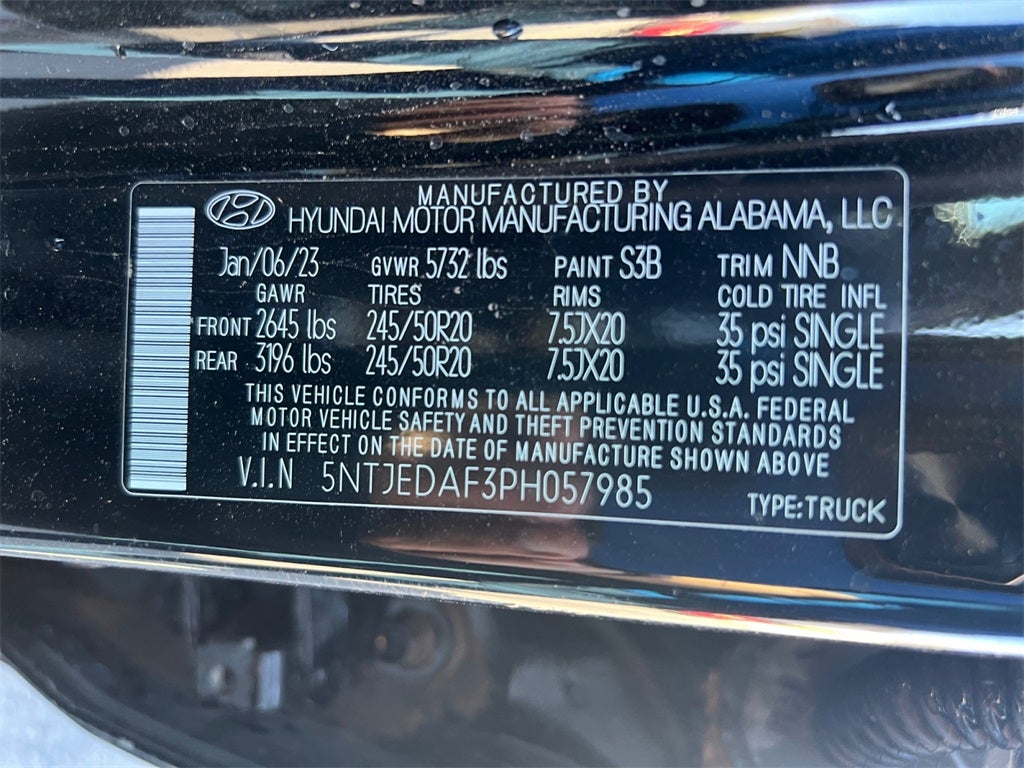 MANUFACTURED BY
HYUNDAI MOTOR MANUFACTURING ALABAMA, LLC
Jan/06/23 GVWR 5732 lbs PAINT S3B TRIM NNB
GAWR TIRES RIMS COLD TIRE INFL
FRONT 2645 lbs 245/50R20 7.5JX20 35 psi SINGLE
REAR 3196 lbs 245/50R20 7.5JX20 35 psi SINGLE
THIS VEHICLE CONFORMS TO ALL APPLICABLE U.S.A. FEDERAL
MOTOR VEHICLE SAFETY AND THEFT PREVENTION STANDARDS
IN EFFECT ON THE DATE OF MANUFACTURE SHOWN ABOVE
V.I.N 5NTJEDAF3PH057985 TYPE:TRUCK